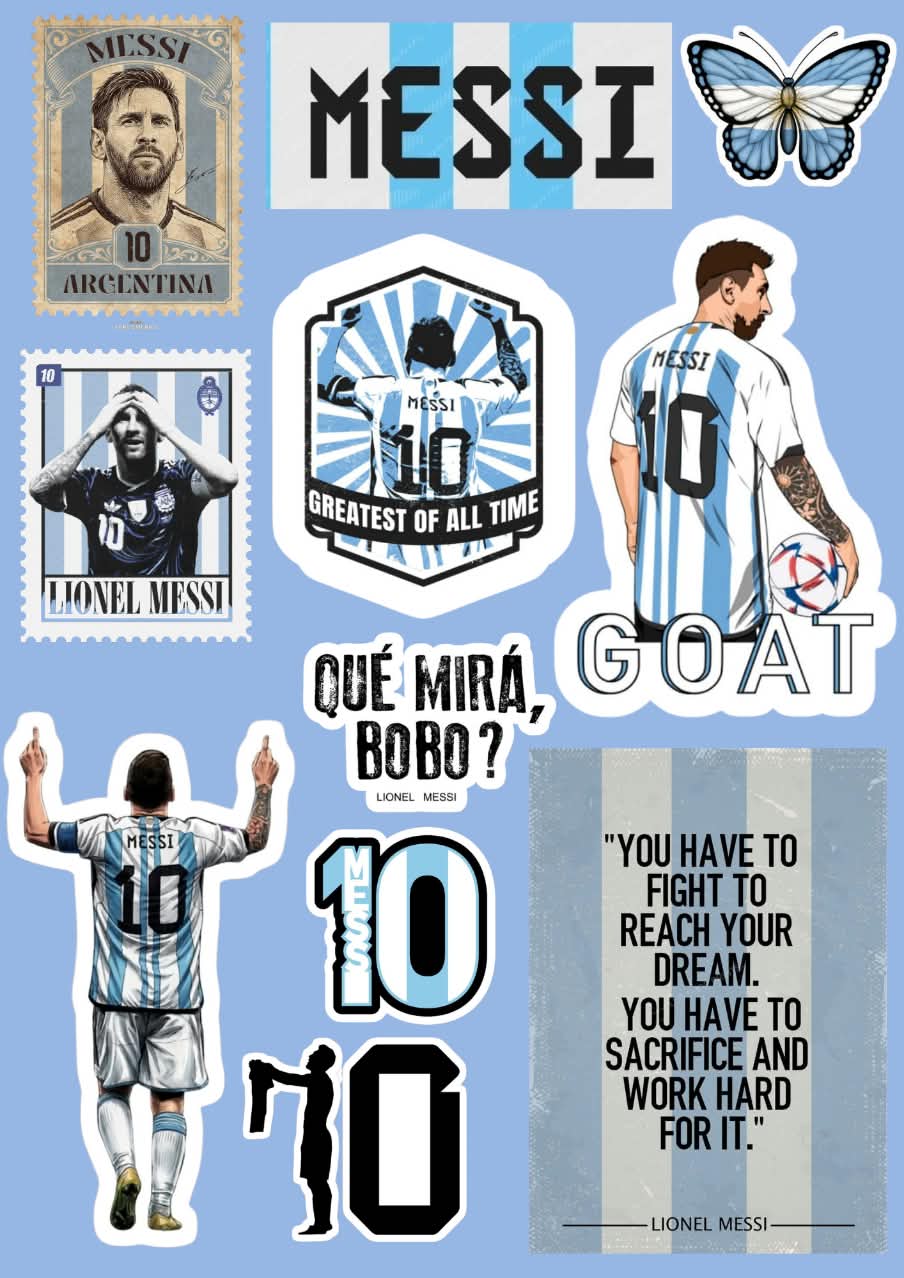 MESSI
10
ARGENTINA
MESSI
10
LIONEL MESSI
10
MESSI
10
GREATEST OF ALL TIME
MESSI
10
GOAT
QUÉ MIRÁ,
BOBO?
LIONEL MESSI
MESSI
10
10
MESSI
10
"YOU HAVE TO
FIGHT TO
REACH YOUR
DREAM.
YOU HAVE TO
SACRIFICE AND
WORK HARD
FOR IT."
LIONEL MESSI